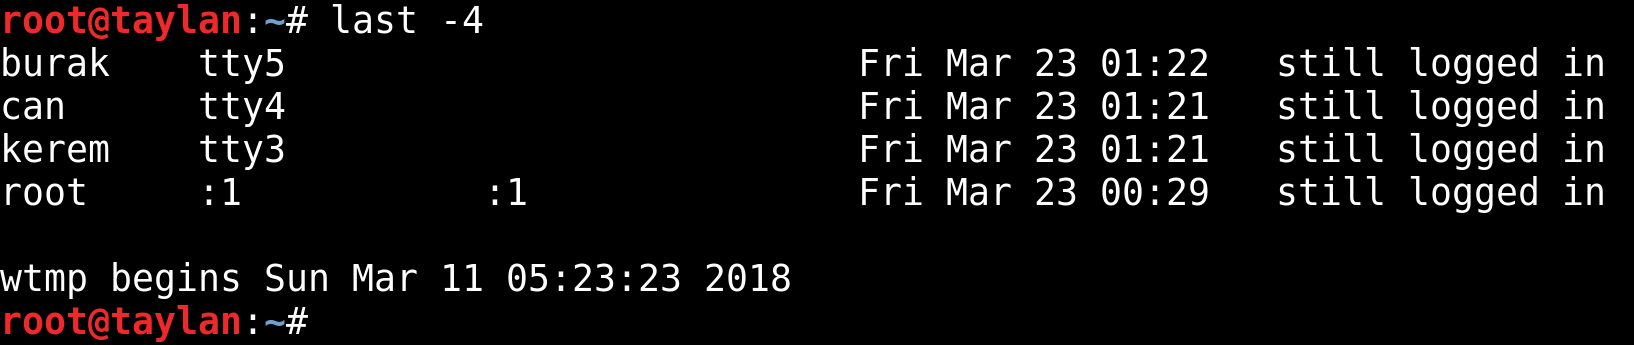 root@taylan:~# last -4
burak    tty5                          Fri Mar 23 01:22   still logged in
can      tty4                          Fri Mar 23 01:21   still logged in
kerem    tty3                          Fri Mar 23 01:21   still logged in
root     :1           :1               Fri Mar 23 00:29   still logged in

wtmp begins Sun Mar 11 05:23:23 2018
root@taylan:~#